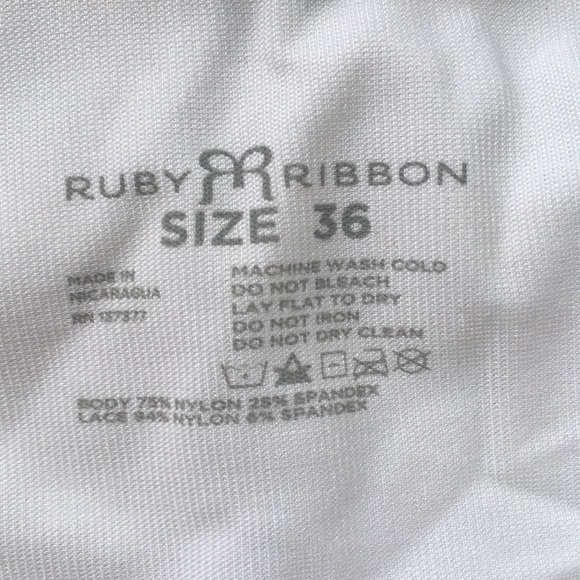 RUBY RIBBON
SIZE 36
MADE IN
NICARAGUA
RN 137577
MACHINE WASH COLD
DO NOT BLEACH
LAY FLAT TO DRY
DO NOT IRON
DO NOT DRY CLEAN
BODY 75% NYLON 25% SPANDEX
LACE 94% NYLON 6% SPANDEX